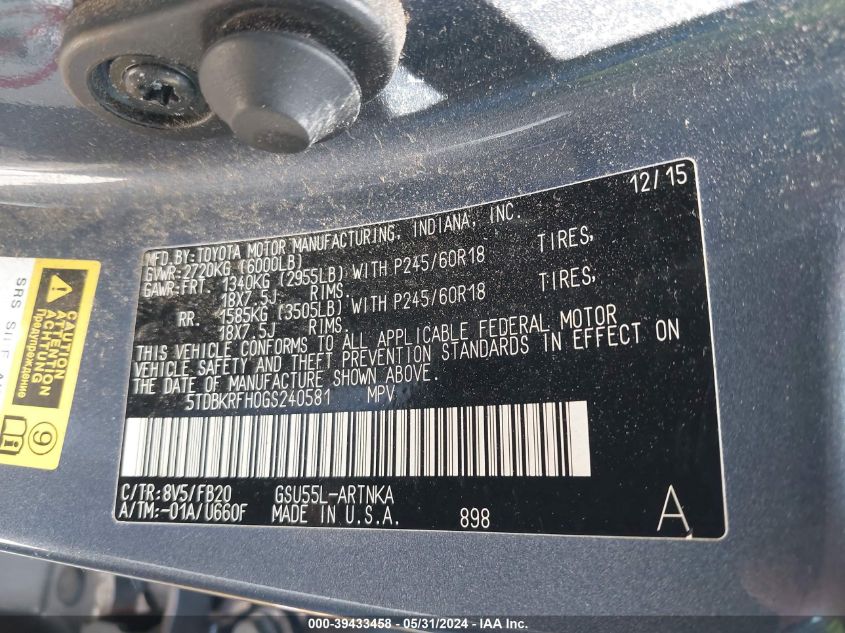 12/15
MFD.BY: TOYOTA MOTOR MANUFACTURING, INDIANA, INC.
GVWR: 2720KG (6000LB)
GAWR: FRT. 1340KG (2955LB) WITH P245/60R18 TIRES,
18X7.5J RIMS.
RR. 1585KG (3505LB) WITH P245/60R18 TIRES,
18X7.5J RIMS.
THIS VEHICLE CONFORMS TO ALL APPLICABLE FEDERAL MOTOR
VEHICLE SAFETY AND THEFT PREVENTION STANDARDS IN EFFECT ON
THE DATE OF MANUFACTURE SHOWN ABOVE.
5TDBKRFH0GS240581 MPV
C/TR: 8V5/FB20 GSU55L-ARTNKA
A/TM: -01A/U660F MADE IN U.S.A. 898 A
CAUTION
ATTENTION
ACHTUNG
Предупреждение
9
SRS
000-39433458 - 05/31/2024 - IAA Inc.